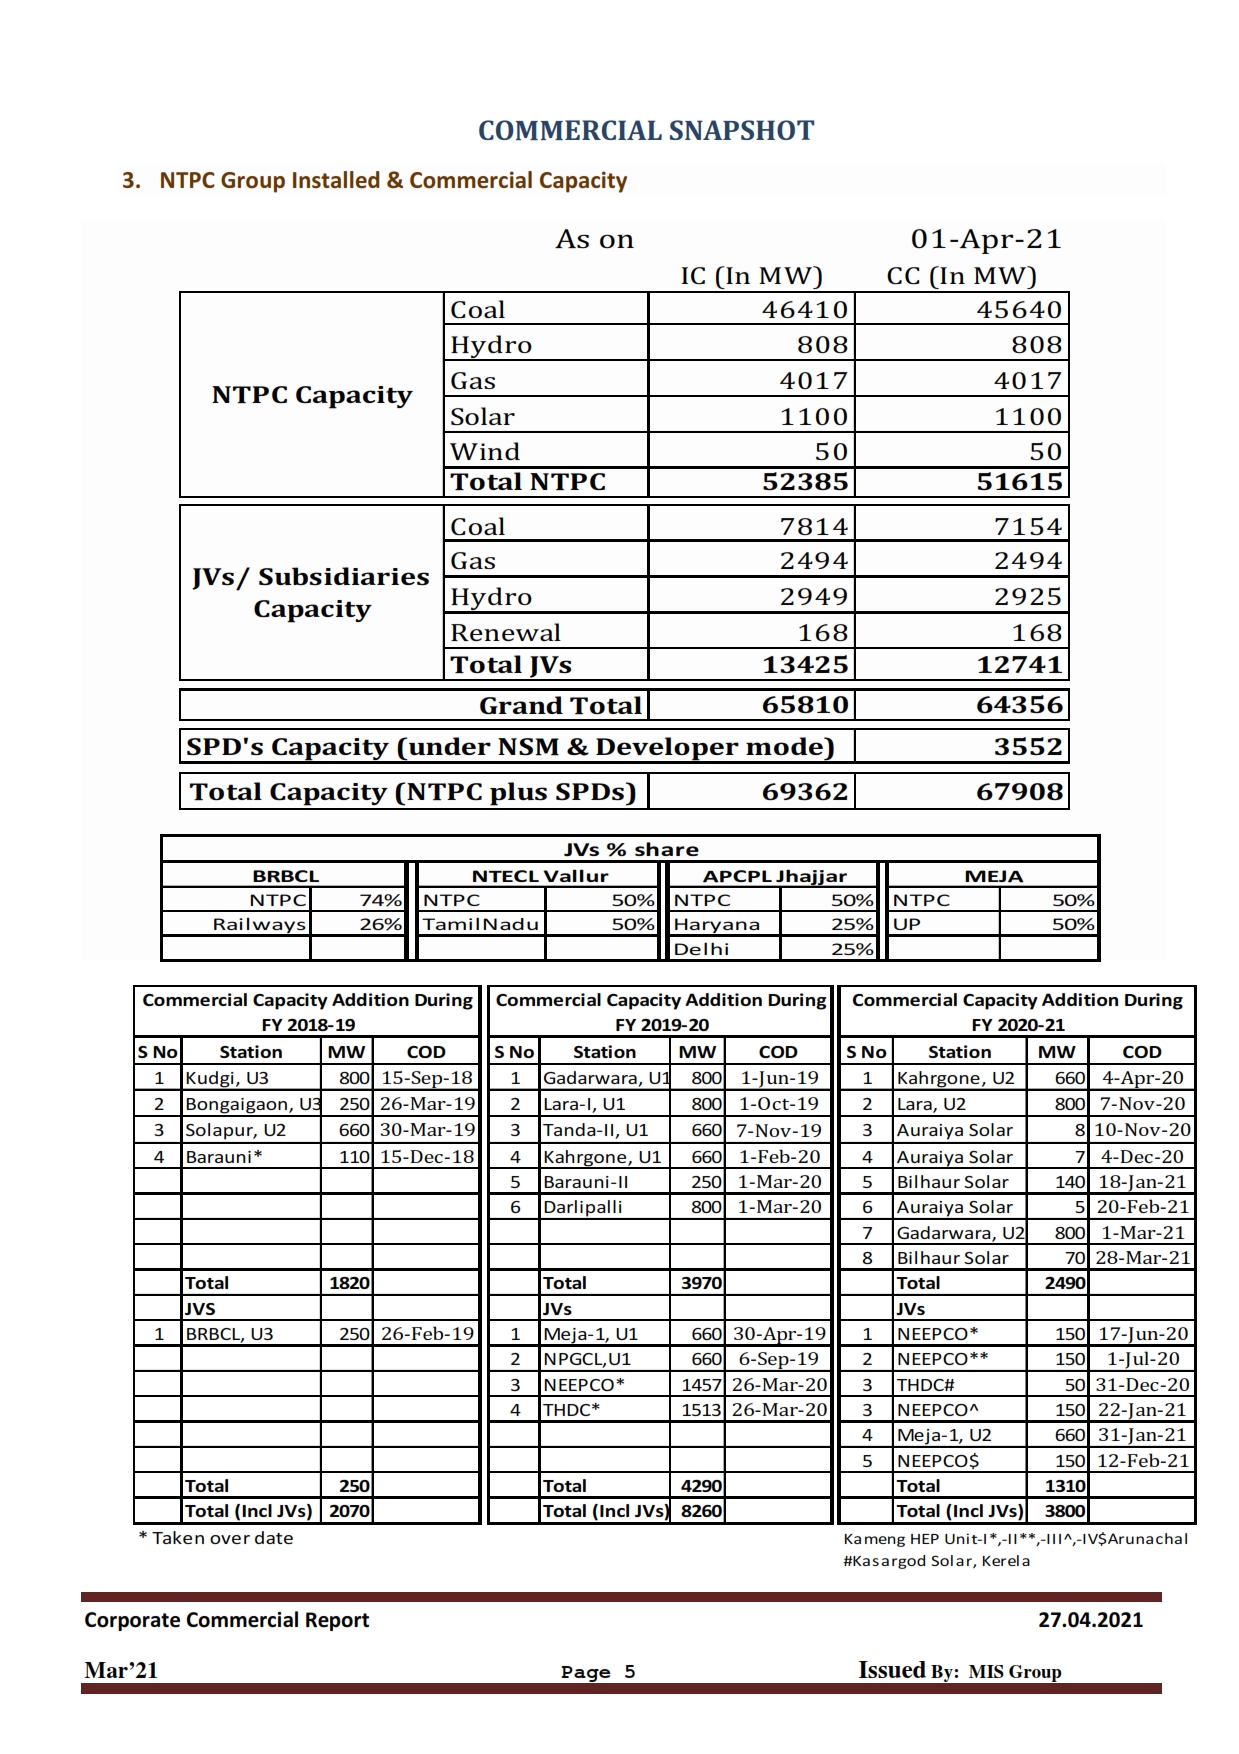 COMMERCIAL SNAPSHOT
3. NTPC Group Installed & Commercial Capacity
As on 01-Apr-21
IC (In MW) CC (In MW)
NTPC Capacity
Coal 46410 45640
Hydro 808 808
Gas 4017 4017
Solar 1100 1100
Wind 50 50
Total NTPC 52385 51615
JVs/ Subsidiaries
Capacity
Coal 7814 7154
Gas 2494 2494
Hydro 2949 2925
Renewal 168 168
Total JVs 13425 12741
Grand Total 65810 64356
SPD's Capacity (under NSM & Developer mode) 3552
Total Capacity (NTPC plus SPDs) 69362 67908
JVs % share
BRBCL NTECL Vallur APCPL Jhajjar MEJA
NTPC 74% NTPC 50% NTPC 50% NTPC 50%
Railways 26% TamilNadu 50% Haryana 25% UP 50%
Delhi 25%
Commercial Capacity Addition During
FY 2018-19
S No Station MW COD
1 Kudgi, U3 800 15-Sep-18
2 Bongaigaon, U3 250 26-Mar-19
3 Solapur, U2 660 30-Mar-19
4 Barauni* 110 15-Dec-18
Total 1820
JVS
1 BRBCL, U3 250 26-Feb-19
Total 250
Total (Incl JVs) 2070
* Taken over date
Commercial Capacity Addition During
FY 2019-20
S No Station MW COD
1 Gadarwara, U1 800 1-Jun-19
2 Lara-I, U1 800 1-Oct-19
3 Tanda-II, U1 660 7-Nov-19
4 Kahrgone, U1 660 1-Feb-20
5 Barauni-II 250 1-Mar-20
6 Darlipalli 800 1-Mar-20
Total 3970
JVs
1 Meja-1, U1 660 30-Apr-19
2 NPGCL,U1 660 6-Sep-19
3 NEEPCO* 1457 26-Mar-20
4 THDC* 1513 26-Mar-20
Total 4290
Total (Incl JVs) 8260
Commercial Capacity Addition During
FY 2020-21
S No Station MW COD
1 Kahrgone, U2 660 4-Apr-20
2 Lara, U2 800 7-Nov-20
3 Auraiya Solar 8 10-Nov-20
4 Auraiya Solar 7 4-Dec-20
5 Bilhaur Solar 140 18-Jan-21
6 Auraiya Solar 5 20-Feb-21
7 Gadarwara, U2 800 1-Mar-21
8 Bilhaur Solar 70 28-Mar-21
Total 2490
JVs
1 NEEPCO* 150 17-Jun-20
2 NEEPCO** 150 1-Jul-20
3 THDC# 50 31-Dec-20
3 NEEPCO^ 150 22-Jan-21
4 Meja-1, U2 660 31-Jan-21
5 NEEPCO$ 150 12-Feb-21
Total 1310
Total (Incl JVs) 3800
Kameng HEP Unit-I*,-II**,-III^,-IV$Arunachal
#Kasargod Solar, Kerela
Corporate Commercial Report 27.04.2021
Mar’21 Page 5 Issued By: MIS Group